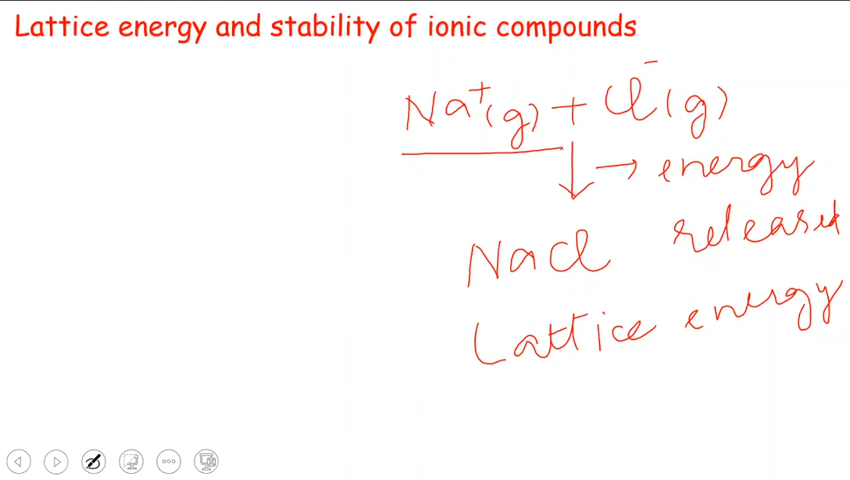 Lattice energy and stability of ionic compounds
Na⁺(g) + Cl⁻(g)
↓ → energy
NaCl released
Lattice energy